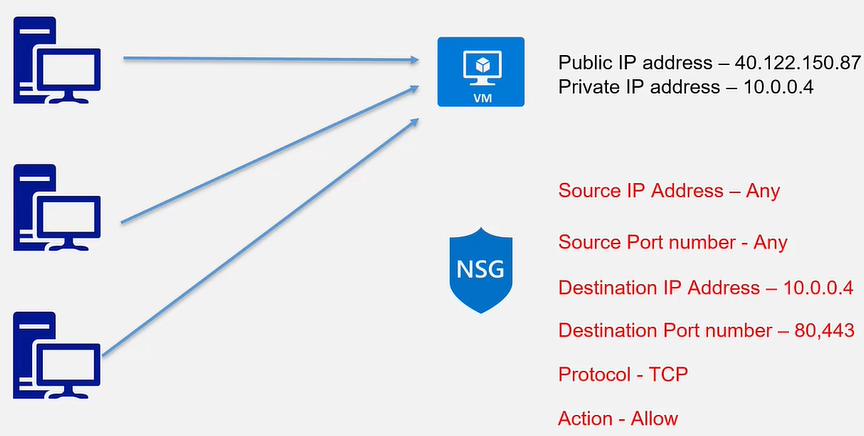 VM
Public IP address – 40.122.150.87
Private IP address – 10.0.0.4
Source IP Address – Any
Source Port number - Any
NSG
Destination IP Address – 10.0.0.4
Destination Port number – 80,443
Protocol - TCP
Action - Allow